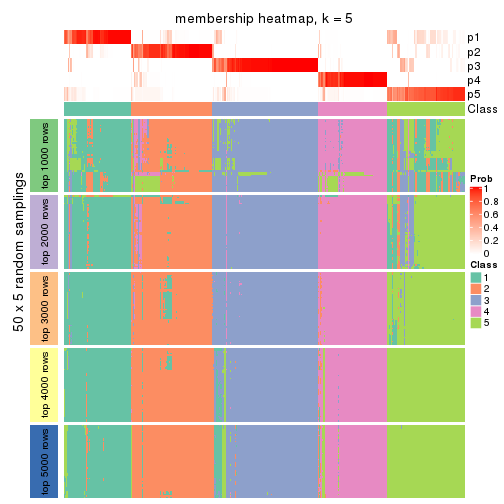 membership heatmap, k = 5
p1
p2
p3
p4
p5
Class
50 x 5 random samplings
top 1000 rows
top 2000 rows
top 3000 rows
top 4000 rows
top 5000 rows
Prob
1
0.8
0.6
0.4
0.2
0
Class
1
2
3
4
5